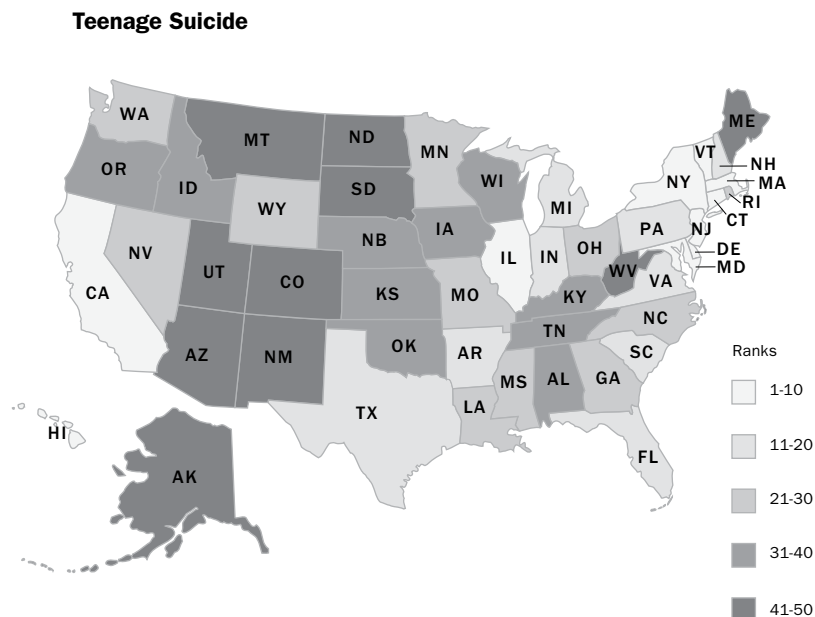 Teenage Suicide
WA
MT
ND
MN
ME
VT
NH
MA
RI
CT
NY
OR
ID
SD
WI
MI
WY
PA
NJ
DE
MD
NV
UT
CO
NB
IA
IL
IN
OH
WV
VA
CA
KS
MO
KY
NC
AZ
NM
OK
AR
TN
SC
TX
LA
MS
AL
GA
FL
HI
AK
Ranks
1-10
11-20
21-30
31-40
41-50